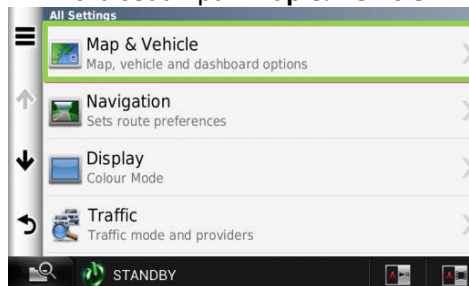 All Settings
Map & Vehicle
Map, vehicle and dashboard options
Navigation
Sets route preferences
Display
Colour Mode
Traffic
Traffic mode and providers
STANDBY